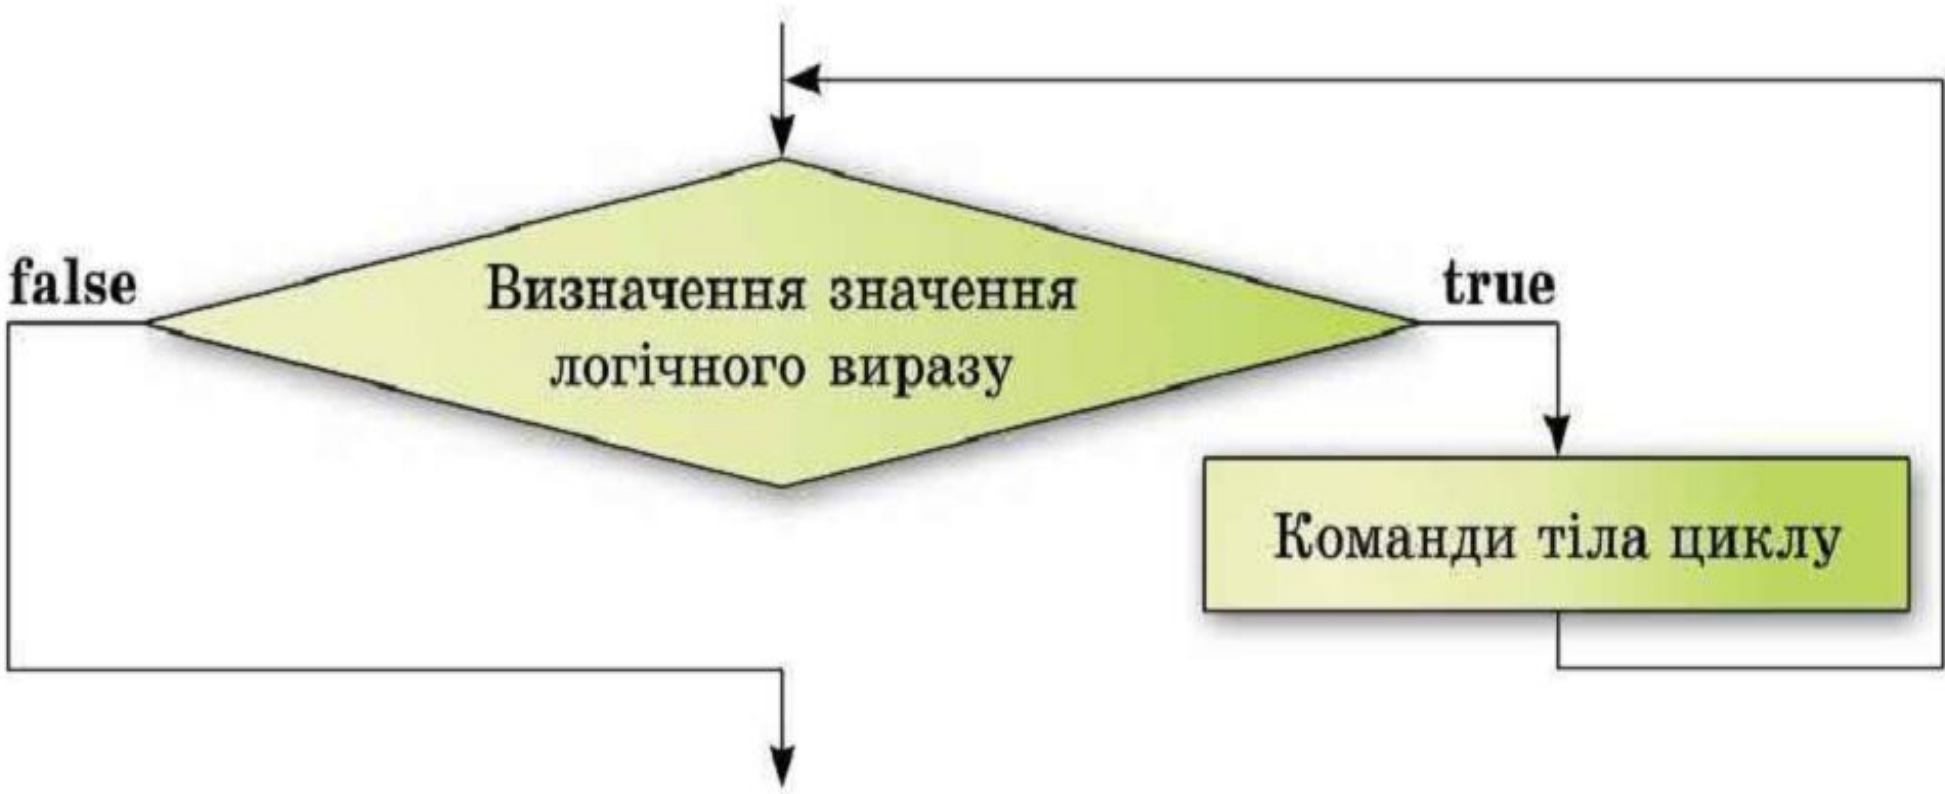 false
Визначення значення
логічного виразу
true
Команди тіла циклу